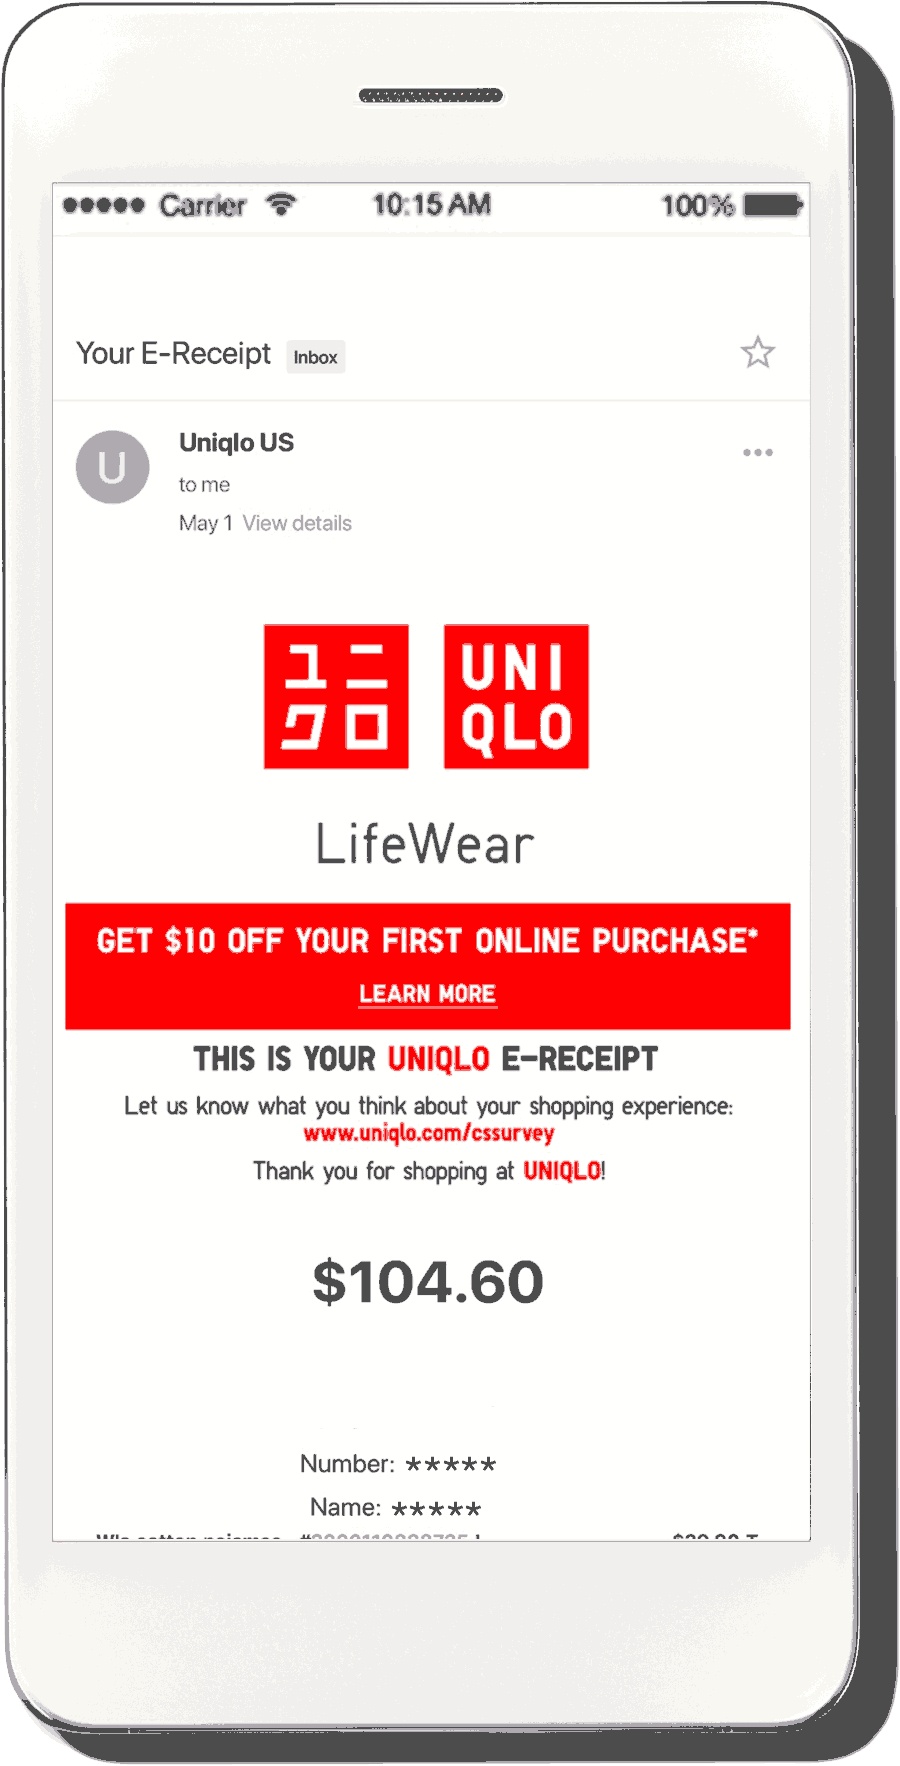 Carrier 10:15 AM 100%
Your E-Receipt Inbox
U
Uniqlo US
to me
May 1 View details
ユニ UNI
クロ QLO
LifeWear
GET $10 OFF YOUR FIRST ONLINE PURCHASE*
LEARN MORE
THIS IS YOUR UNIQLO E-RECEIPT
Let us know what you think about your shopping experience:
www.uniqlo.com/cssurvey
Thank you for shopping at UNIQLO!
$104.60
Number: *****
Name: *****